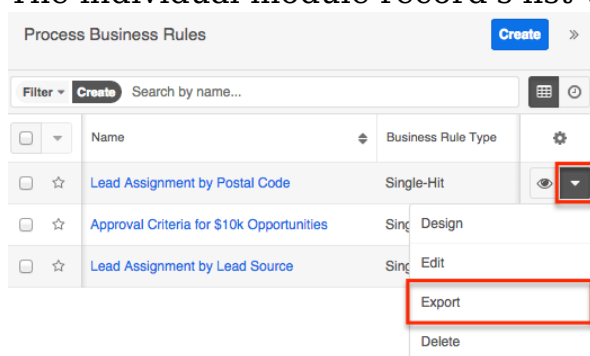 The individual module record's list
Process Business Rules Create »
Filter Create Search by name...
Name Business Rule Type
Lead Assignment by Postal Code Single-Hit
Approval Criteria for $10k Opportunities
Design
Lead Assignment by Lead Source
Edit
Export
Delete